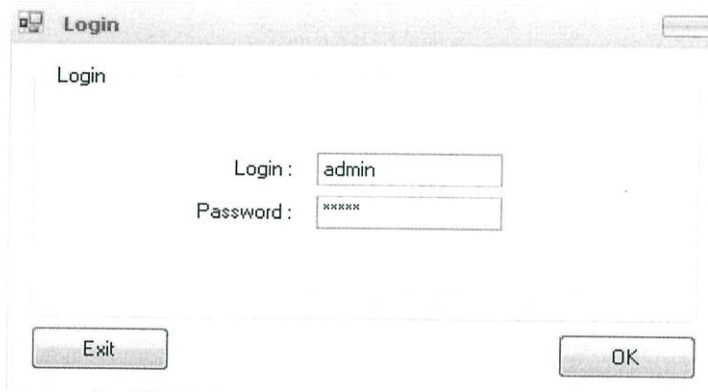 Login
Login
Login : admin
Password : *****
Exit
OK